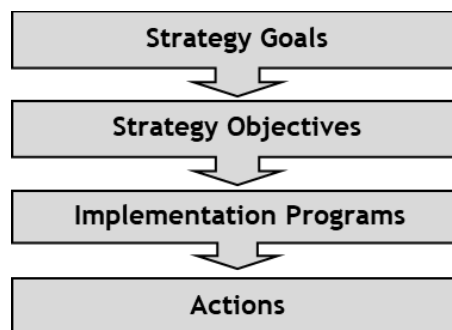 Strategy Goals
Strategy Objectives
Implementation Programs
Actions